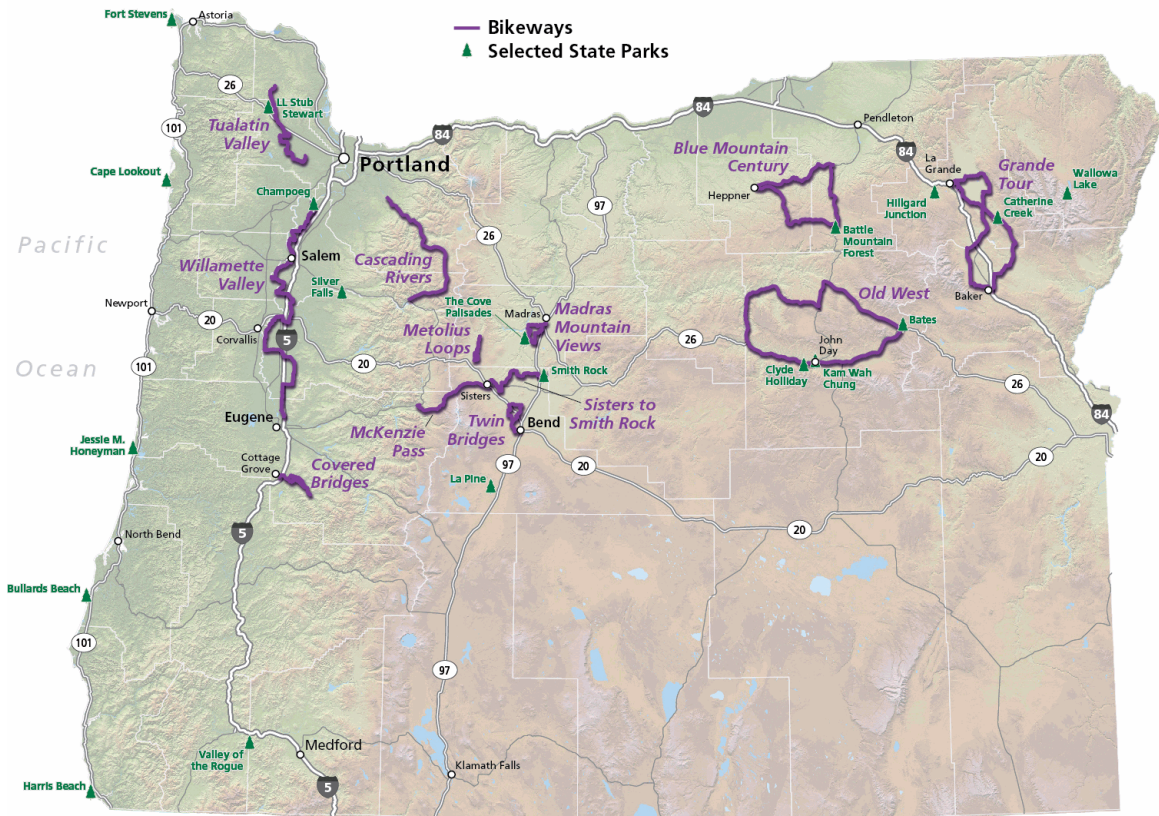 Fort Stevens
Astoria
Bikeways
Selected State Parks
26
LL Stub
Stewart
101
Tualatin
Valley
84
84
Pendleton
Portland
Blue Mountain
Century
84
La
Grande
Grande
Tour
Wallowa
Lake
Cape Lookout
Champoeg
Heppner
Hilgard
Junction
Catherine
Creek
97
26
Battle
Mountain
Forest
Pacific
Salem
Willamette
Valley
Cascading
Rivers
Silver
Falls
Old West
Baker
Newport
20
Corvallis
5
The Cove
Palisades
Madras
Madras
Mountain
Views
Metolius
Loops
Bates
26
John
Day
Ocean
101
20
Smith Rock
Clyde
Holliday
Kam Wah
Chung
26
Sisters
Sisters to
Smith Rock
84
Eugene
McKenzie
Pass
Twin
Bridges
Bend
Jessie M.
Honeyman
Cottage
Grove
Covered
Bridges
97
20
20
La Pine
5
North Bend
20
Bullards Beach
101
97
Valley of
the Rogue
Medford
Klamath Falls
Harris Beach
5